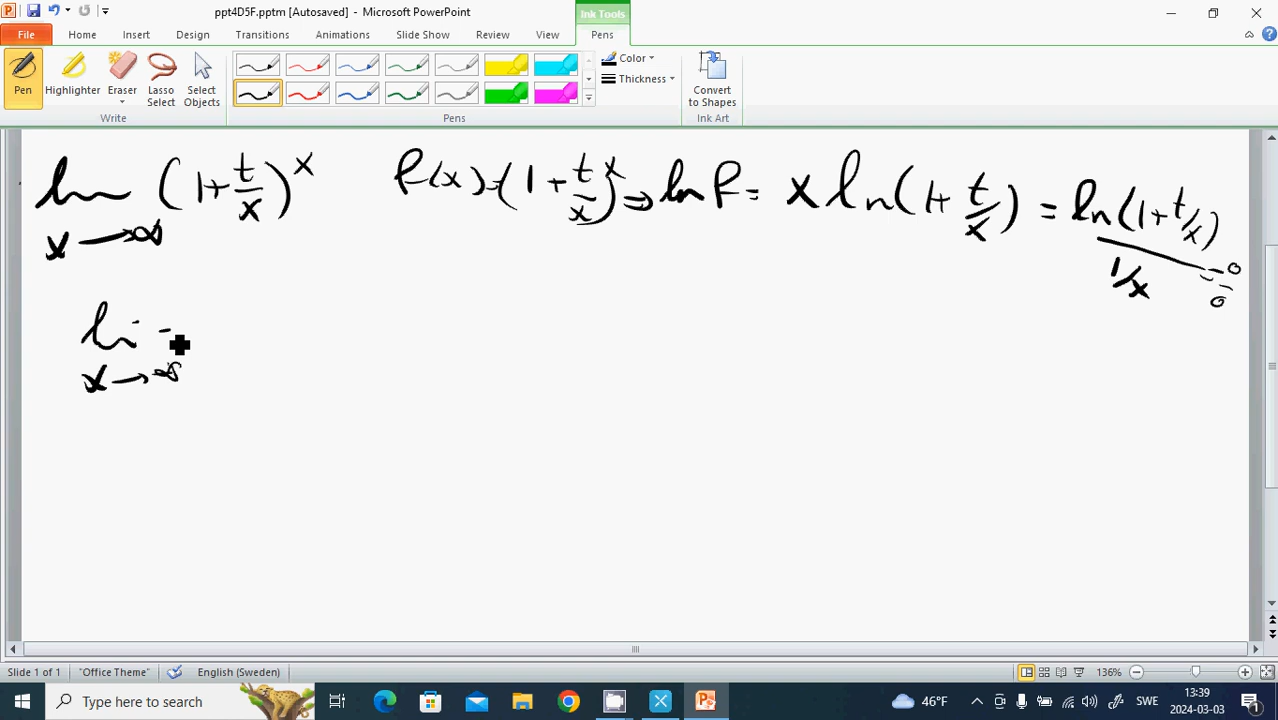 ppt4D5F.pptm [Autosaved] - Microsoft PowerPoint
Ink Tools
File Home Insert Design Transitions Animations Slide Show Review View Pens
Pen Highlighter Eraser Lasso Select Select Objects
Color
Thickness
Convert to Shapes
Write Pens Ink Art
lim (1+t/x)^x f(x)=(1+t/x)^x ⇒ ln f = x ln(1+t/x) = ln(1+t/x)
x→∞ 1/x = 0/0
li -
x→∞
Slide 1 of 1 "Office Theme" English (Sweden) 136%
Type here to search 46°F SWE 13:39
2024-03-03 1